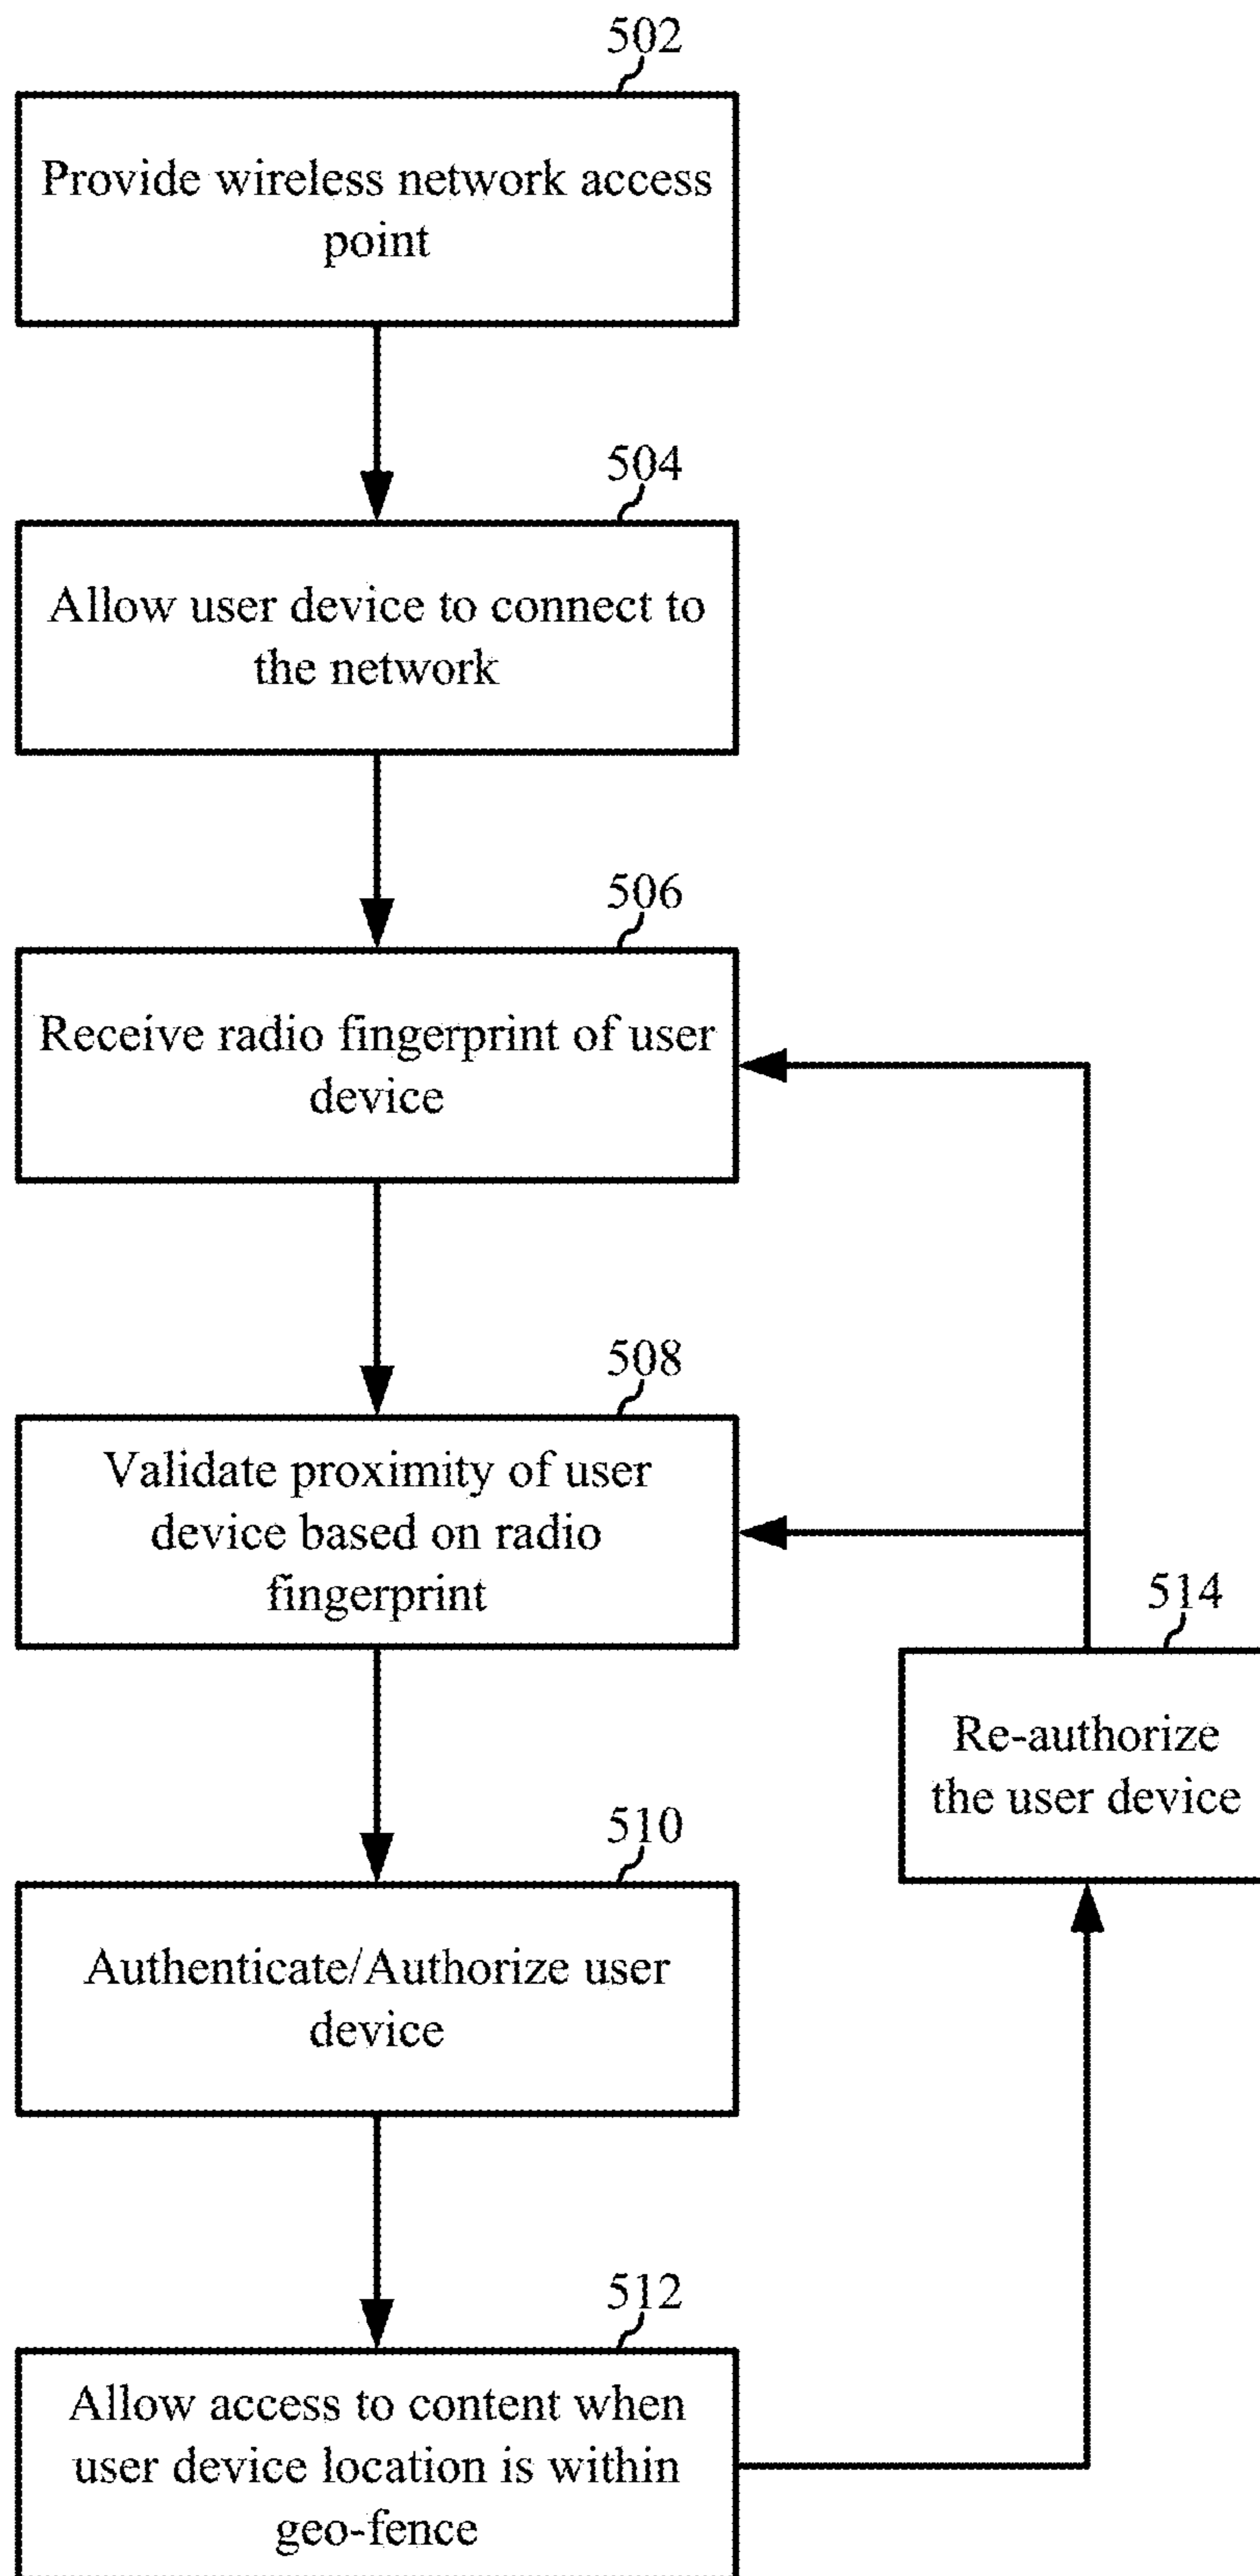 502
Provide wireless network access
point
504
Allow user device to connect to
the network
506
Receive radio fingerprint of user
device
508
Validate proximity of user
device based on radio
fingerprint
514
Re-authorize
the user device
510
Authenticate/Authorize user
device
512
Allow access to content when
user device location is within
geo-fence